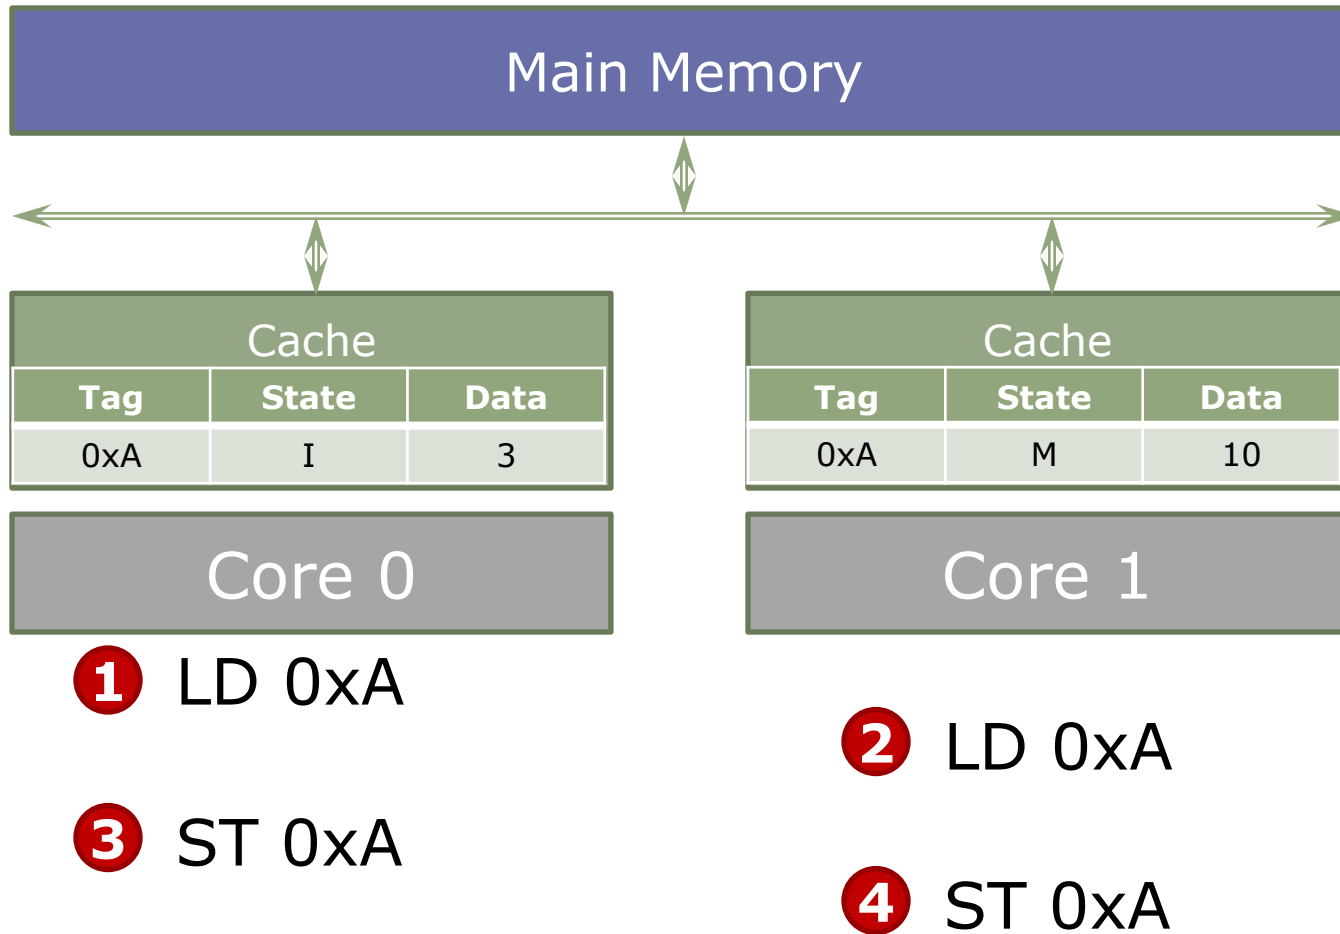 Main Memory
Cache
Tag State Data
0xA I 3
Core 0
Cache
Tag State Data
0xA M 10
Core 1
1 LD 0xA
2 LD 0xA
3 ST 0xA
4 ST 0xA